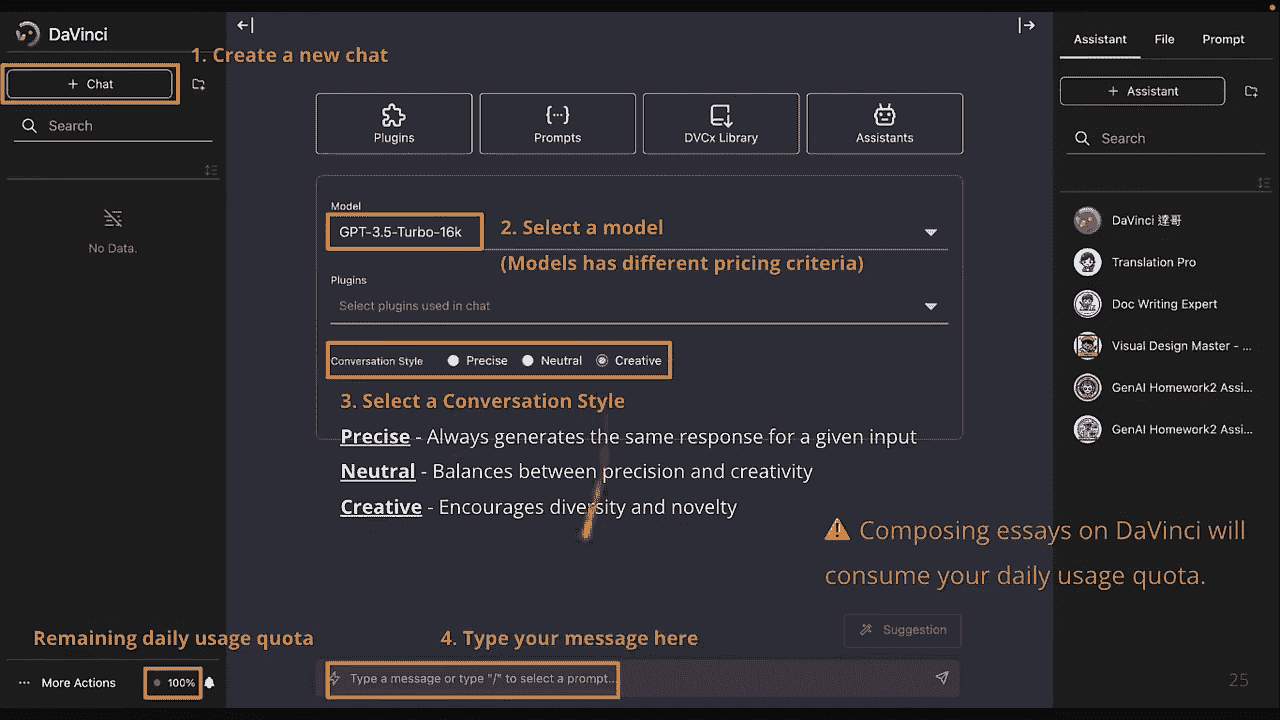 DaVinci
1. Create a new chat
+ Chat
Search
No Data.
Plugins
Prompts
DVCx Library
Assistants
Model
GPT-3.5-Turbo-16k
2. Select a model
(Models has different pricing criteria)
Plugins
Select plugins used in chat
Conversation Style Precise Neutral Creative
3. Select a Conversation Style
Precise - Always generates the same response for a given input
Neutral - Balances between precision and creativity
Creative - Encourages diversity and novelty
Composing essays on DaVinci will
consume your daily usage quota.
Suggestion
Remaining daily usage quota
4. Type your message here
More Actions
100%
Type a message or type "/" to select a prompt...
Assistant File Prompt
+ Assistant
Search
DaVinci 達哥
Translation Pro
Doc Writing Expert
Visual Design Master - ...
GenAI Homework2 Assi...
GenAI Homework2 Assi...
25